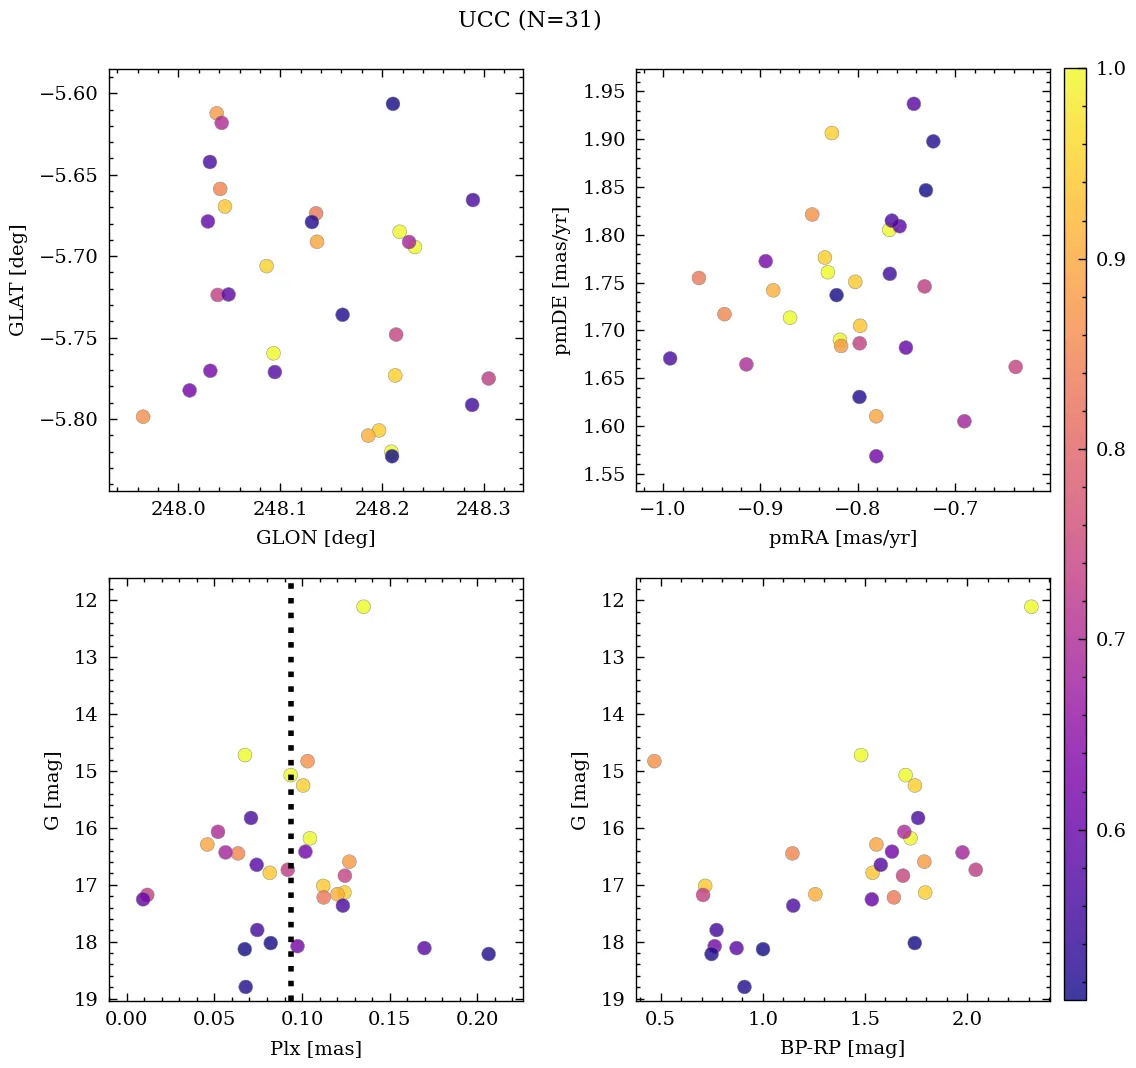 UCC (N=31)
−5.60
−5.65
−5.70
−5.75
−5.80
GLAT [deg]
248.0 248.1 248.2 248.3
GLON [deg]
1.95
1.90
1.85
1.80
1.75
1.70
1.65
1.60
1.55
pmDE [mas/yr]
−1.0 −0.9 −0.8 −0.7
pmRA [mas/yr]
12
13
14
15
16
17
18
19
G [mag]
0.00 0.05 0.10 0.15 0.20
Plx [mas]
12
13
14
15
16
17
18
19
G [mag]
0.5 1.0 1.5 2.0
BP-RP [mag]
1.0
0.9
0.8
0.7
0.6